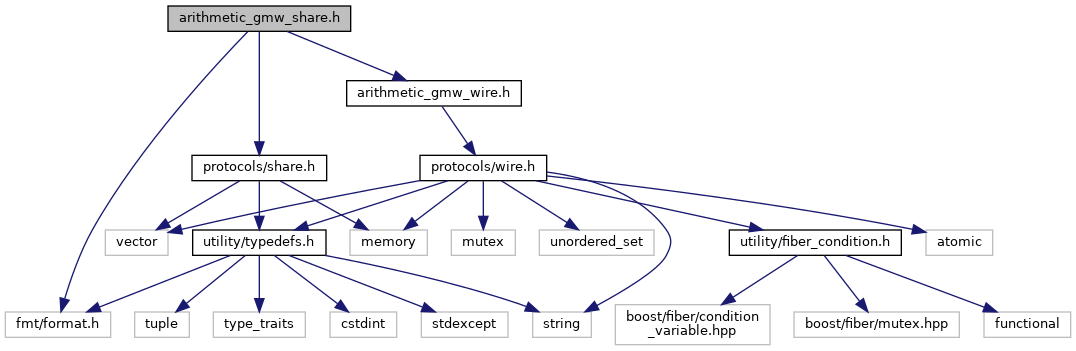 arithmetic_gmw_share.h
arithmetic_gmw_wire.h
protocols/share.h
protocols/wire.h
vector
utility/typedefs.h
memory
mutex
unordered_set
utility/fiber_condition.h
atomic
fmt/format.h
tuple
type_traits
cstdint
stdexcept
string
boost/fiber/condition
_variable.hpp
boost/fiber/mutex.hpp
functional